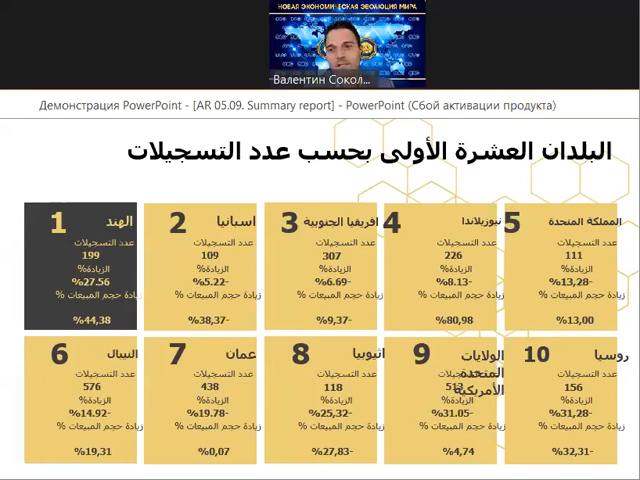 НОВАЯ ЭКОНОМИЧЕСКАЯ ЭВОЛЮЦИЯ МИРА
Валентин Сокол...
Демонстрация PowerPoint - [AR 05.09. Summary report] - PowerPoint (Сбой активации продукта)
البلدان العشرة الأولى بحسب عدد التسجيلات
1 الهند
عدد التسجيلات
199
الزيادة%
%27.56
زيادة حجم المبيعات %
%44,38
2 اسبانيا
عدد التسجيلات
109
الزيادة%
%5.22-
زيادة حجم المبيعات %
%38,37-
3 افريقيا الجنوبية
عدد التسجيلات
307
الزيادة%
%6.69-
زيادة حجم المبيعات %
%9,37-
4 نيوزيلاندا
عدد التسجيلات
226
الزيادة%
%8.13-
زيادة حجم المبيعات %
%80,98
5 المملكة المتحدة
عدد التسجيلات
111
الزيادة%
%13,28-
زيادة حجم المبيعات %
%13,00
6 النيبال
عدد التسجيلات
576
الزيادة%
%14.92-
زيادة حجم المبيعات %
%19,31
7 عمان
عدد التسجيلات
438
الزيادة%
%19.78-
زيادة حجم المبيعات %
%0,07
8 اثيوبيا
عدد التسجيلات
118
الزيادة%
%25,32-
زيادة حجم المبيعات %
%27,83-
9 الولايات
المتحدة
الأمريكية
عدد التسجيلات
513
الزيادة%
%31.05-
زيادة حجم المبيعات %
%4,74
10 روسيا
عدد التسجيلات
156
الزيادة%
%31,28-
زيادة حجم المبيعات %
%32,31-